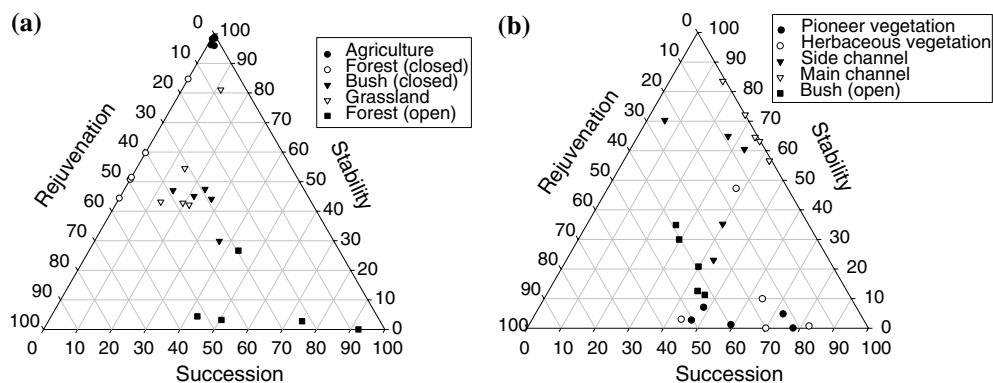 (a)
0 100
10 90
20 80
30 70
40 60
50 50
60 40
70 30
80 20
90 10
100 0
0 10 20 30 40 50 60 70 80 90 100
Rejuvenation
Stability
Succession
Agriculture
Forest (closed)
Bush (closed)
Grassland
Forest (open)
(b)
0 100
10 90
20 80
30 70
40 60
50 50
60 40
70 30
80 20
90 10
100 0
0 10 20 30 40 50 60 70 80 90 100
Rejuvenation
Stability
Succession
Pioneer vegetation
Herbaceous vegetation
Side channel
Main channel
Bush (open)